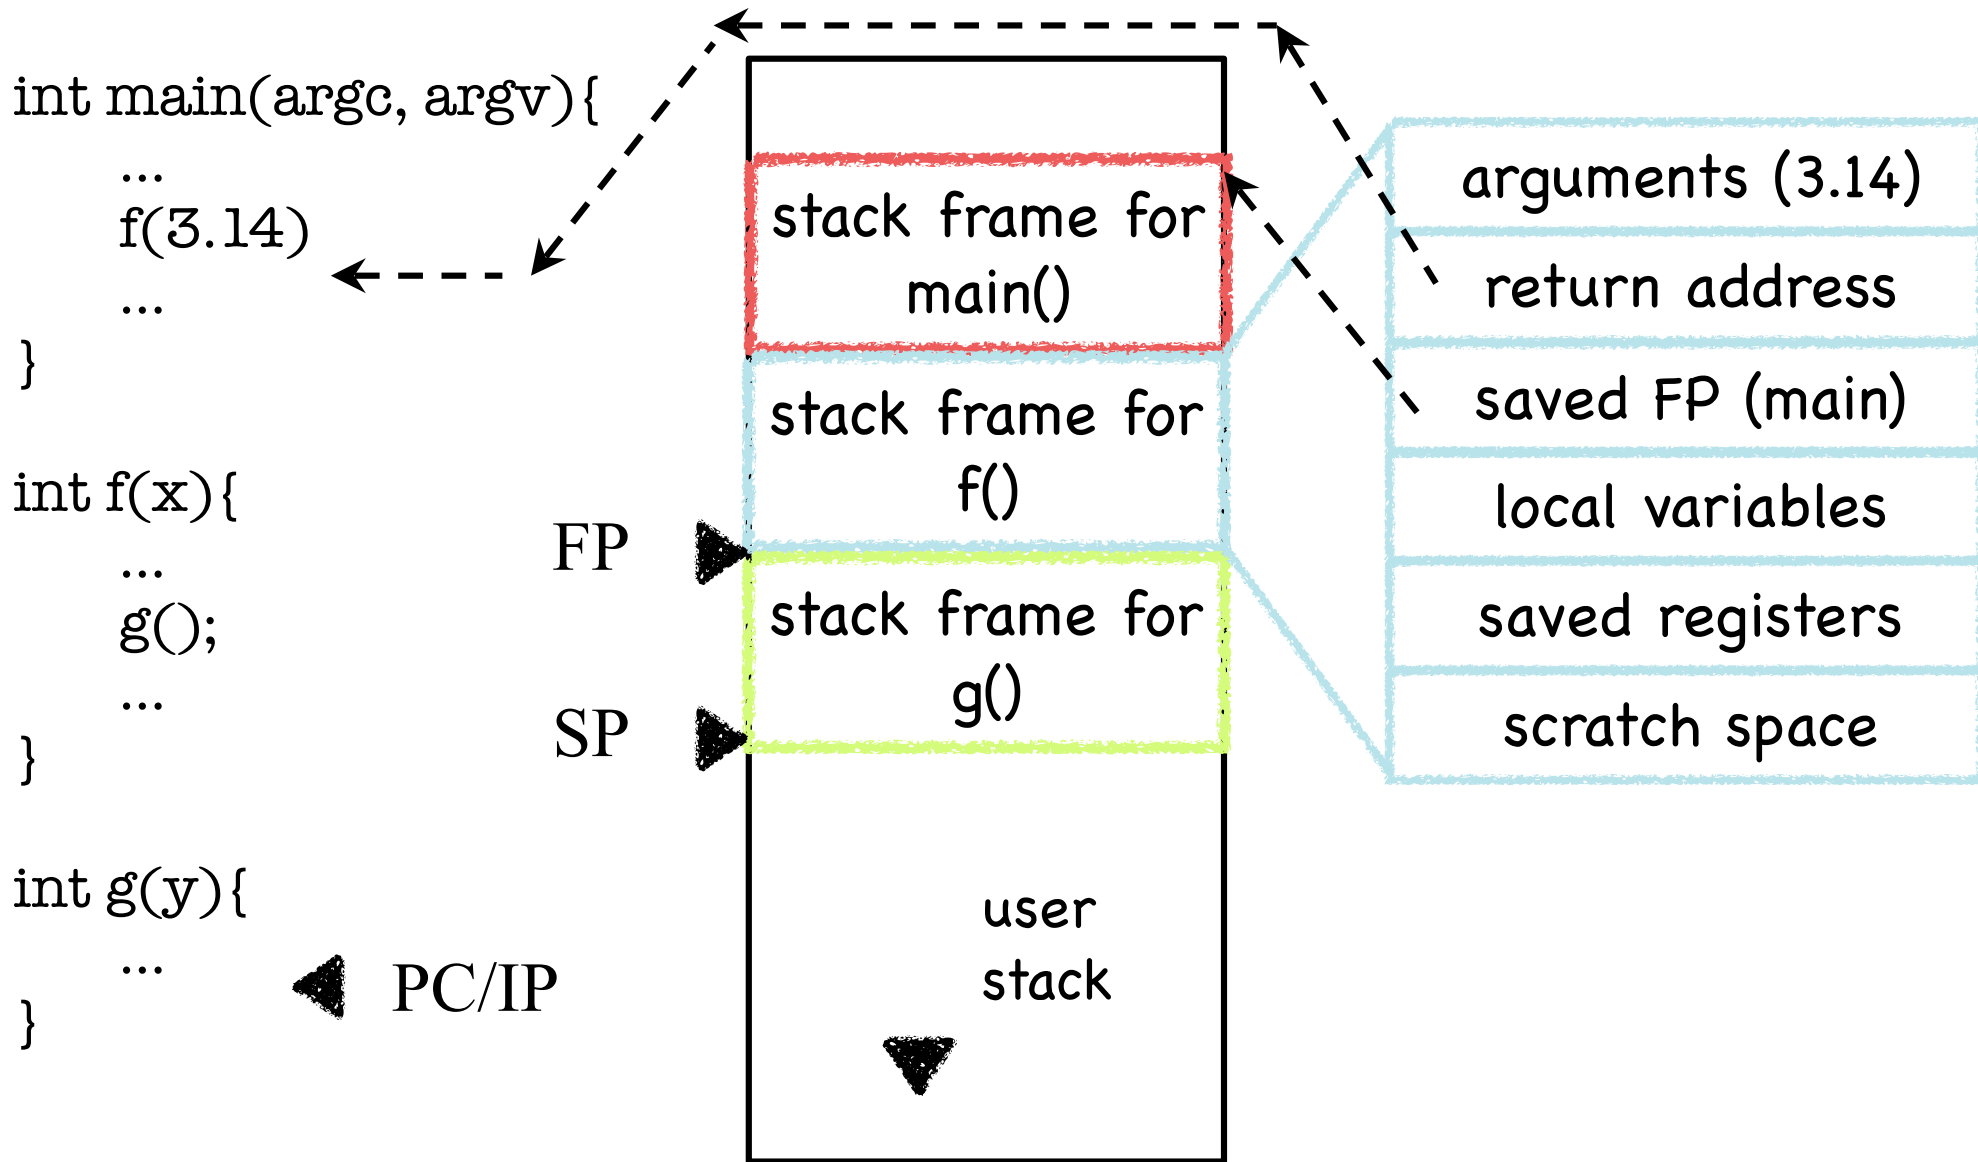 int main(argc, argv){
...
f(3.14)
...
}
int f(x){
...
g();
...
}
int g(y){
...
}
PC/IP
FP
SP
stack frame for
main()
stack frame for
f()
stack frame for
g()
user
stack
arguments (3.14)
return address
saved FP (main)
local variables
saved registers
scratch space